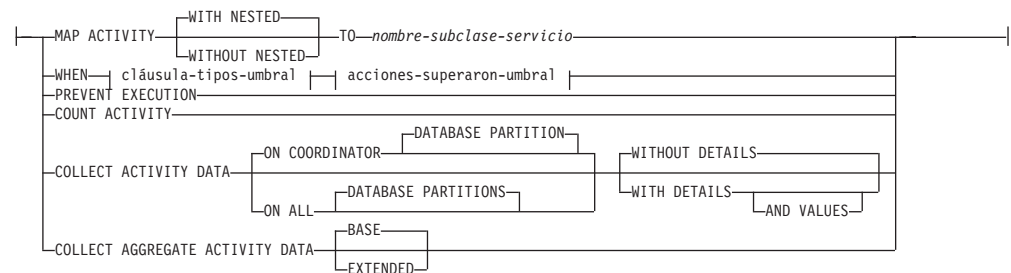 WITH NESTED
MAP ACTIVITY TO nombre-subclase-servicio
WITHOUT NESTED
WHEN cláusula-tipos-umbral acciones-superaron-umbral
PREVENT EXECUTION
COUNT ACTIVITY
DATABASE PARTITION
ON COORDINATOR WITHOUT DETAILS
COLLECT ACTIVITY DATA
DATABASE PARTITIONS WITH DETAILS
ON ALL AND VALUES
BASE
COLLECT AGGREGATE ACTIVITY DATA
EXTENDED